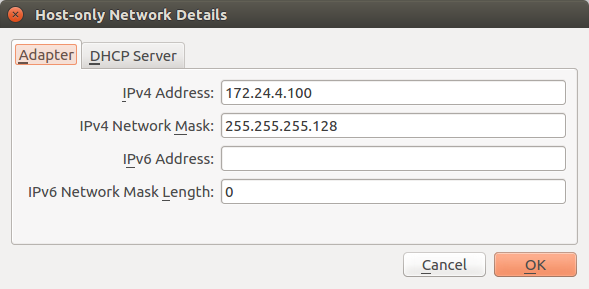 Host-only Network Details
Adapter DHCP Server
IPv4 Address: 172.24.4.100
IPv4 Network Mask: 255.255.255.128
IPv6 Address:
IPv6 Network Mask Length: 0
Cancel OK